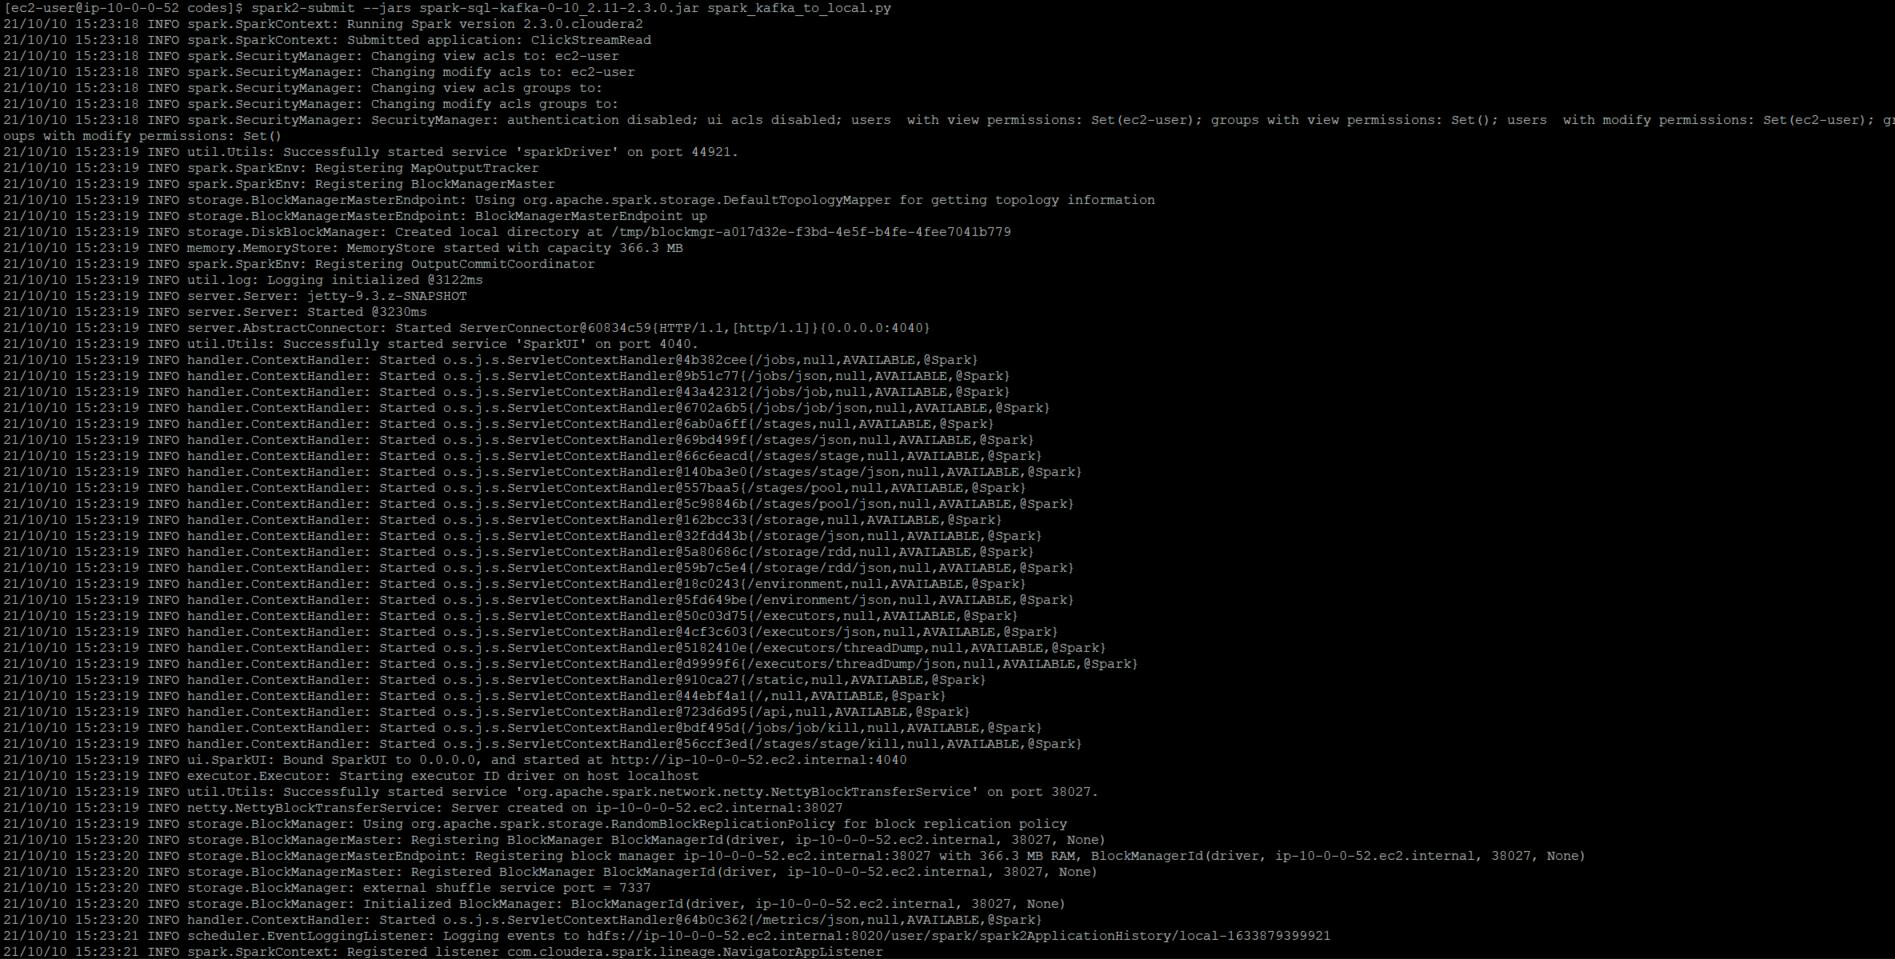 [ec2-user@ip-10-0-0-52 codes]$ spark2-submit --jars spark-sql-kafka-0-10_2.11-2.3.0.jar spark_kafka_to_local.py
21/10/10 15:23:18 INFO spark.SparkContext: Running Spark version 2.3.0.cloudera2
21/10/10 15:23:18 INFO spark.SparkContext: Submitted application: ClickStreamRead
21/10/10 15:23:18 INFO spark.SecurityManager: Changing view acls to: ec2-user
21/10/10 15:23:18 INFO spark.SecurityManager: Changing modify acls to: ec2-user
21/10/10 15:23:18 INFO spark.SecurityManager: Changing view acls groups to:
21/10/10 15:23:18 INFO spark.SecurityManager: Changing modify acls groups to:
21/10/10 15:23:18 INFO spark.SecurityManager: SecurityManager: authentication disabled; ui acls disabled; users  with view permissions: Set(ec2-user); groups with view permissions: Set(); users  with modify permissions: Set(ec2-user); gr
oups with modify permissions: Set()
21/10/10 15:23:19 INFO util.Utils: Successfully started service 'sparkDriver' on port 44921.
21/10/10 15:23:19 INFO spark.SparkEnv: Registering MapOutputTracker
21/10/10 15:23:19 INFO spark.SparkEnv: Registering BlockManagerMaster
21/10/10 15:23:19 INFO storage.BlockManagerMasterEndpoint: Using org.apache.spark.storage.DefaultTopologyMapper for getting topology information
21/10/10 15:23:19 INFO storage.BlockManagerMasterEndpoint: BlockManagerMasterEndpoint up
21/10/10 15:23:19 INFO storage.DiskBlockManager: Created local directory at /tmp/blockmgr-a017d32e-f3bd-4e5f-b4fe-4fee7041b779
21/10/10 15:23:19 INFO memory.MemoryStore: MemoryStore started with capacity 366.3 MB
21/10/10 15:23:19 INFO spark.SparkEnv: Registering OutputCommitCoordinator
21/10/10 15:23:19 INFO util.log: Logging initialized @3122ms
21/10/10 15:23:19 INFO server.Server: jetty-9.3.z-SNAPSHOT
21/10/10 15:23:19 INFO server.Server: Started @3230ms
21/10/10 15:23:19 INFO server.AbstractConnector: Started ServerConnector@60834c59{HTTP/1.1,[http/1.1]}{0.0.0.0:4040}
21/10/10 15:23:19 INFO util.Utils: Successfully started service 'SparkUI' on port 4040.
21/10/10 15:23:19 INFO handler.ContextHandler: Started o.s.j.s.ServletContextHandler@4b382cee{/jobs,null,AVAILABLE,@Spark}
21/10/10 15:23:19 INFO handler.ContextHandler: Started o.s.j.s.ServletContextHandler@9b51c77{/jobs/json,null,AVAILABLE,@Spark}
21/10/10 15:23:19 INFO handler.ContextHandler: Started o.s.j.s.ServletContextHandler@43a42312{/jobs/job,null,AVAILABLE,@Spark}
21/10/10 15:23:19 INFO handler.ContextHandler: Started o.s.j.s.ServletContextHandler@6702a6b5{/jobs/job/json,null,AVAILABLE,@Spark}
21/10/10 15:23:19 INFO handler.ContextHandler: Started o.s.j.s.ServletContextHandler@6ab0a6ff{/stages,null,AVAILABLE,@Spark}
21/10/10 15:23:19 INFO handler.ContextHandler: Started o.s.j.s.ServletContextHandler@69bd499f{/stages/json,null,AVAILABLE,@Spark}
21/10/10 15:23:19 INFO handler.ContextHandler: Started o.s.j.s.ServletContextHandler@66c6eacd{/stages/stage,null,AVAILABLE,@Spark}
21/10/10 15:23:19 INFO handler.ContextHandler: Started o.s.j.s.ServletContextHandler@140ba3e0{/stages/stage/json,null,AVAILABLE,@Spark}
21/10/10 15:23:19 INFO handler.ContextHandler: Started o.s.j.s.ServletContextHandler@557baa5{/stages/pool,null,AVAILABLE,@Spark}
21/10/10 15:23:19 INFO handler.ContextHandler: Started o.s.j.s.ServletContextHandler@5c98846b{/stages/pool/json,null,AVAILABLE,@Spark}
21/10/10 15:23:19 INFO handler.ContextHandler: Started o.s.j.s.ServletContextHandler@162bcc33{/storage,null,AVAILABLE,@Spark}
21/10/10 15:23:19 INFO handler.ContextHandler: Started o.s.j.s.ServletContextHandler@32fdd43b{/storage/json,null,AVAILABLE,@Spark}
21/10/10 15:23:19 INFO handler.ContextHandler: Started o.s.j.s.ServletContextHandler@5a80686c{/storage/rdd,null,AVAILABLE,@Spark}
21/10/10 15:23:19 INFO handler.ContextHandler: Started o.s.j.s.ServletContextHandler@59b7c5e4{/storage/rdd/json,null,AVAILABLE,@Spark}
21/10/10 15:23:19 INFO handler.ContextHandler: Started o.s.j.s.ServletContextHandler@18c0243{/environment,null,AVAILABLE,@Spark}
21/10/10 15:23:19 INFO handler.ContextHandler: Started o.s.j.s.ServletContextHandler@5fd649be{/environment/json,null,AVAILABLE,@Spark}
21/10/10 15:23:19 INFO handler.ContextHandler: Started o.s.j.s.ServletContextHandler@50c03d75{/executors,null,AVAILABLE,@Spark}
21/10/10 15:23:19 INFO handler.ContextHandler: Started o.s.j.s.ServletContextHandler@4cf3c603{/executors/json,null,AVAILABLE,@Spark}
21/10/10 15:23:19 INFO handler.ContextHandler: Started o.s.j.s.ServletContextHandler@5182410e{/executors/threadDump,null,AVAILABLE,@Spark}
21/10/10 15:23:19 INFO handler.ContextHandler: Started o.s.j.s.ServletContextHandler@d9999f6{/executors/threadDump/json,null,AVAILABLE,@Spark}
21/10/10 15:23:19 INFO handler.ContextHandler: Started o.s.j.s.ServletContextHandler@910ca27{/static,null,AVAILABLE,@Spark}
21/10/10 15:23:19 INFO handler.ContextHandler: Started o.s.j.s.ServletContextHandler@44ebf4a1{/,null,AVAILABLE,@Spark}
21/10/10 15:23:19 INFO handler.ContextHandler: Started o.s.j.s.ServletContextHandler@723d6d95{/api,null,AVAILABLE,@Spark}
21/10/10 15:23:19 INFO handler.ContextHandler: Started o.s.j.s.ServletContextHandler@bdf495d{/jobs/job/kill,null,AVAILABLE,@Spark}
21/10/10 15:23:19 INFO handler.ContextHandler: Started o.s.j.s.ServletContextHandler@56ccf3ed{/stages/stage/kill,null,AVAILABLE,@Spark}
21/10/10 15:23:19 INFO ui.SparkUI: Bound SparkUI to 0.0.0.0, and started at http://ip-10-0-0-52.ec2.internal:4040
21/10/10 15:23:19 INFO executor.Executor: Starting executor ID driver on host localhost
21/10/10 15:23:19 INFO util.Utils: Successfully started service 'org.apache.spark.network.netty.NettyBlockTransferService' on port 38027.
21/10/10 15:23:19 INFO netty.NettyBlockTransferService: Server created on ip-10-0-0-52.ec2.internal:38027
21/10/10 15:23:19 INFO storage.BlockManager: Using org.apache.spark.storage.RandomBlockReplicationPolicy for block replication policy
21/10/10 15:23:20 INFO storage.BlockManagerMaster: Registering BlockManager BlockManagerId(driver, ip-10-0-0-52.ec2.internal, 38027, None)
21/10/10 15:23:20 INFO storage.BlockManagerMasterEndpoint: Registering block manager ip-10-0-0-52.ec2.internal:38027 with 366.3 MB RAM, BlockManagerId(driver, ip-10-0-0-52.ec2.internal, 38027, None)
21/10/10 15:23:20 INFO storage.BlockManagerMaster: Registered BlockManager BlockManagerId(driver, ip-10-0-0-52.ec2.internal, 38027, None)
21/10/10 15:23:20 INFO storage.BlockManager: external shuffle service port = 7337
21/10/10 15:23:20 INFO storage.BlockManager: Initialized BlockManager: BlockManagerId(driver, ip-10-0-0-52.ec2.internal, 38027, None)
21/10/10 15:23:20 INFO handler.ContextHandler: Started o.s.j.s.ServletContextHandler@64b0c362{/metrics/json,null,AVAILABLE,@Spark}
21/10/10 15:23:21 INFO scheduler.EventLoggingListener: Logging events to hdfs://ip-10-0-0-52.ec2.internal:8020/user/spark/spark2ApplicationHistory/local-1633879399921
21/10/10 15:23:21 INFO spark.SparkContext: Registered listener com.cloudera.spark.lineage.NavigatorAppListener